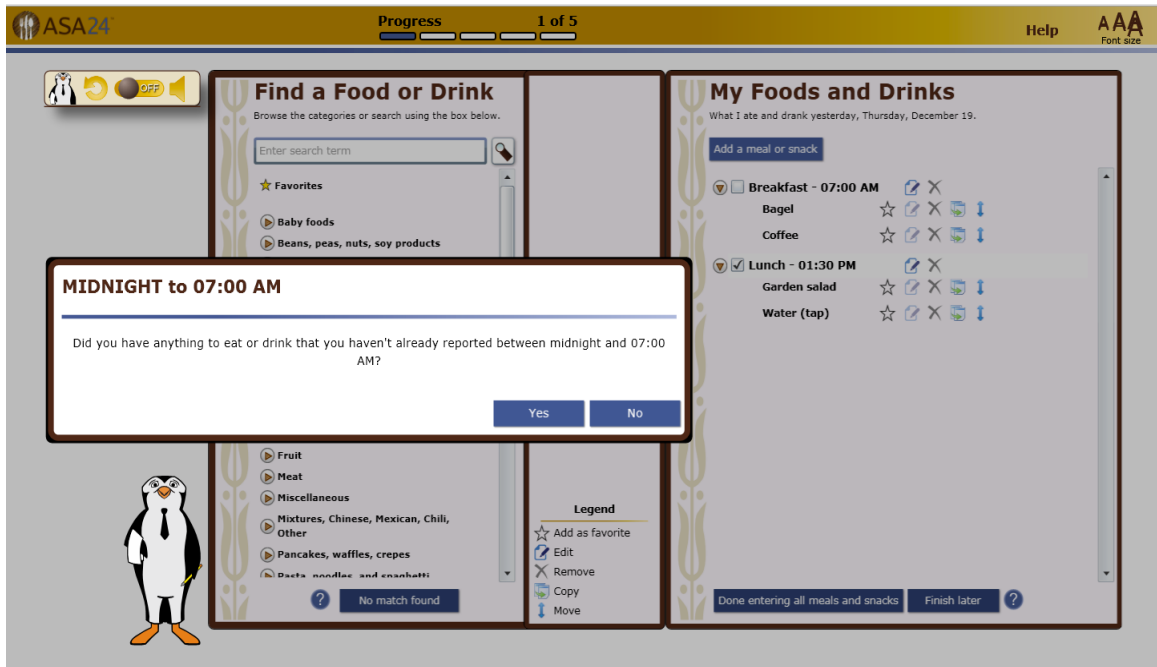 ASA24
Progress 1 of 5
Help
A A A
Font size
OFF
Find a Food or Drink
Browse the categories or search using the box below.
Enter search term
Favorites
Baby foods
Beans, peas, nuts, soy products
MIDNIGHT to 07:00 AM
Did you have anything to eat or drink that you haven't already reported between midnight and 07:00
AM?
Yes No
Fruit
Meat
Miscellaneous
Mixtures, Chinese, Mexican, Chili,
Other
Pancakes, waffles, crepes
Pasta, noodles, and spaghetti
? No match found
Legend
Add as favorite
Edit
Remove
Copy
Move
My Foods and Drinks
What I ate and drank yesterday, Thursday, December 19.
Add a meal or snack
Breakfast - 07:00 AM
Bagel
Coffee
Lunch - 01:30 PM
Garden salad
Water (tap)
Done entering all meals and snacks Finish later ?